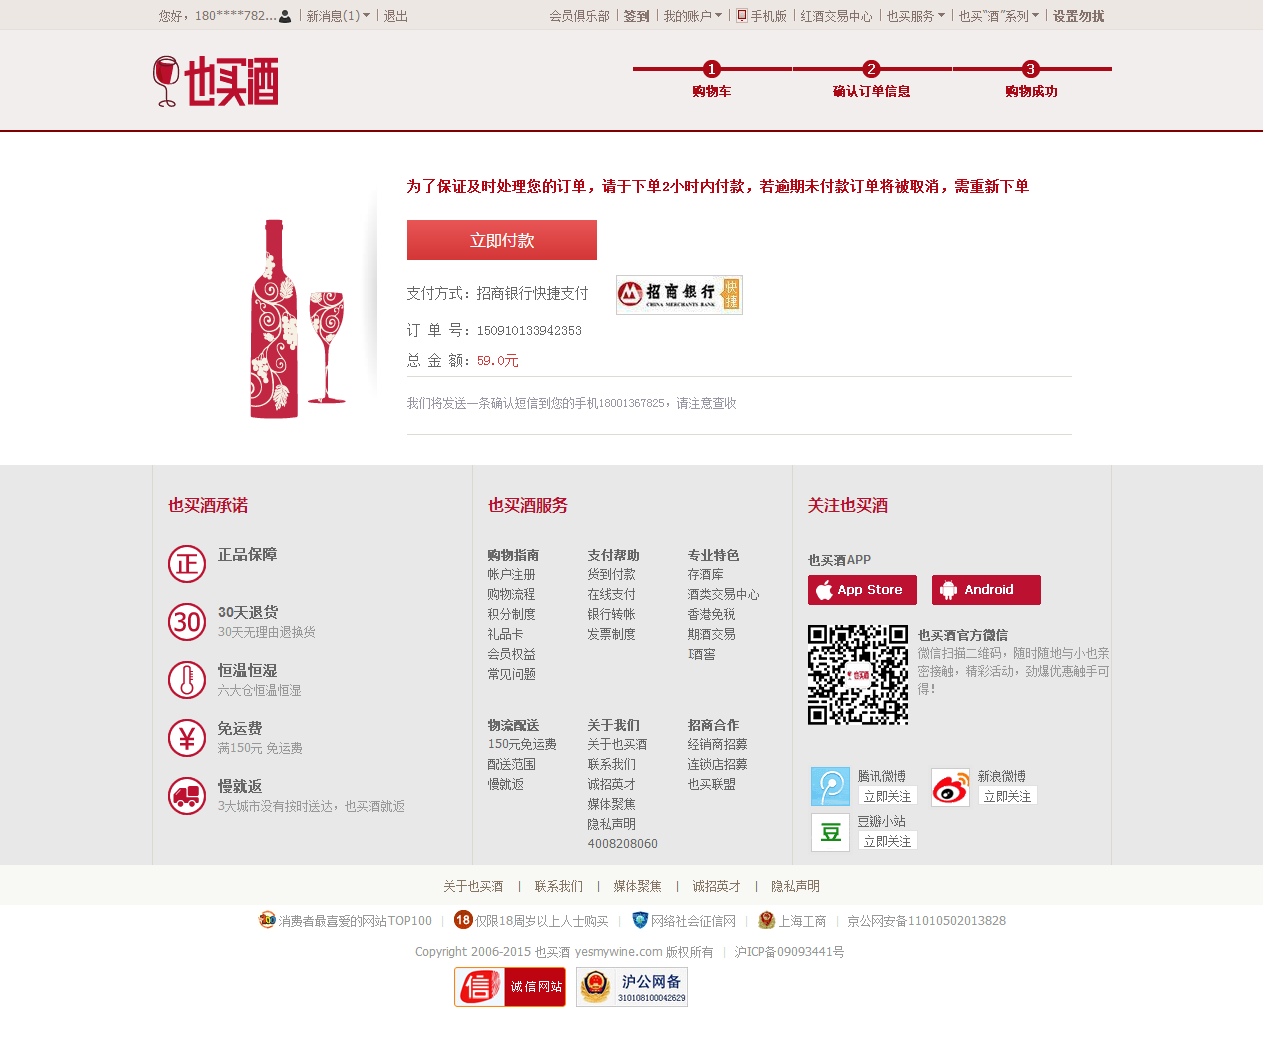 您好，180****782... 新消息(1) 退出 会员俱乐部 签到 我的账户 手机版 红酒交易中心 也买服务 也买“酒”系列 设置勿扰
也买酒
1 2 3
购物车 确认订单信息 购物成功
为了保证及时处理您的订单，请于下单2小时内付款，若逾期未付款订单将被取消，需重新下单
立即付款
支付方式：招商银行快捷支付 招商银行 CHINA MERCHANTS BANK 快捷
订 单 号：150910133942353
总 金 额：59.0元
我们将发送一条确认短信到您的手机18001367825，请注意查收
也买酒承诺
正 正品保障
30 30天退货
30天无理由退换货
恒温恒湿
六大仓恒温恒湿
¥ 免运费
满150元 免运费
慢就返
3大城市没有按时送达，也买酒就返
也买酒服务
购物指南
帐户注册
购物流程
积分制度
礼品卡
会员权益
常见问题
支付帮助
货到付款
在线支付
银行转帐
发票制度
专业特色
存酒库
酒类交易中心
香港免税
期酒交易
i酒窖
物流配送
150元免运费
配送范围
慢就返
关于我们
关于也买酒
联系我们
诚招英才
媒体聚焦
隐私声明
4008208060
招商合作
经销商招募
连锁店招募
也买联盟
关注也买酒
也买酒APP
App Store Android
也买酒
也买酒官方微信
微信扫描二维码，随时随地与小也亲
密接触，精彩活动，劲爆优惠触手可
得！
腾讯微博
立即关注
新浪微博
立即关注
豆 豆瓣小站
立即关注
关于也买酒 | 联系我们 | 媒体聚焦 | 诚招英才 | 隐私声明
消费者最喜爱的网站TOP100 | 18 仅限18周岁以上人士购买 | 网络社会征信网 | 上海工商 | 京公网安备11010502013828
Copyright 2006-2015 也买酒 yesmywine.com 版权所有 | 沪ICP备09093441号
信 诚信网站 沪公网备
310108100042629